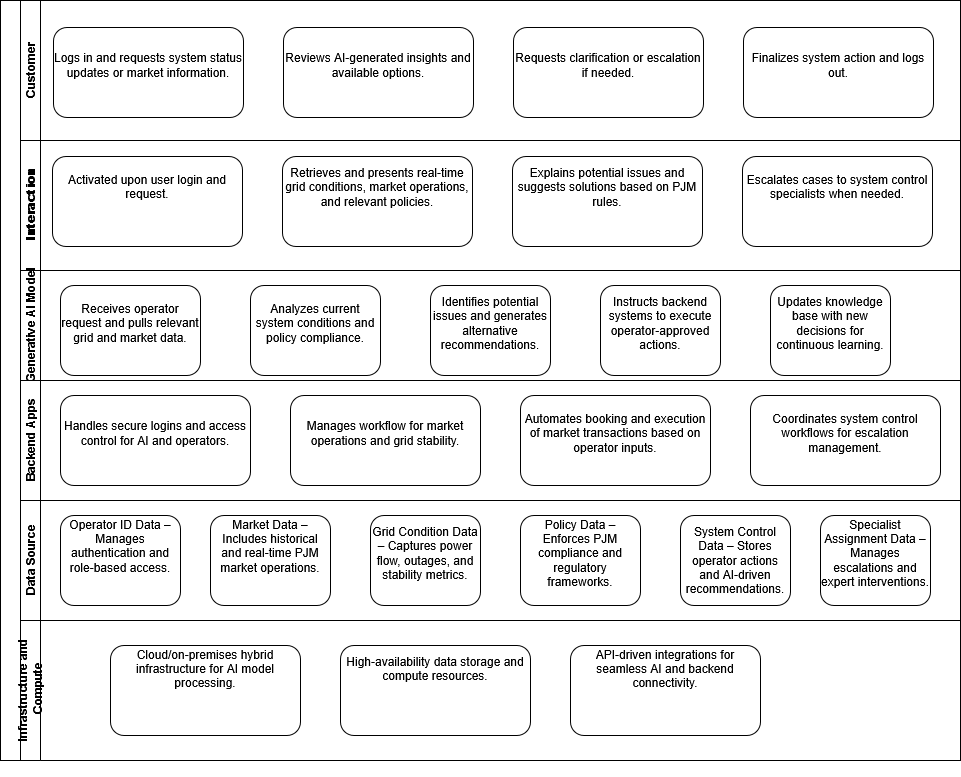 Customer
Logs in and requests system status
updates or market information.
Reviews AI-generated insights and
available options.
Requests clarification or escalation
if needed.
Finalizes system action and logs
out.
Interaction
Activated upon user login and
request.
Retrieves and presents real-time
grid conditions, market operations,
and relevant policies.
Explains potential issues and
suggests solutions based on PJM
rules.
Escalates cases to system control
specialists when needed.
Generative AI Model
Receives operator
request and pulls relevant
grid and market data.
Analyzes current
system conditions and
policy compliance.
Identifies potential
issues and generates
alternative
recommendations.
Instructs backend
systems to execute
operator-approved
actions.
Updates knowledge
base with new
decisions for
continuous learning.
Backend Apps
Handles secure logins and access
control for AI and operators.
Manages workflow for market
operations and grid stability.
Automates booking and execution
of market transactions based on
operator inputs.
Coordinates system control
workflows for escalation
management.
Data Source
Operator ID Data –
Manages
authentication and
role-based access.
Market Data –
Includes historical
and real-time PJM
market operations.
Grid Condition Data
– Captures power
flow, outages, and
stability metrics.
Policy Data –
Enforces PJM
compliance and
regulatory
frameworks.
System Control
Data – Stores
operator actions
and AI-driven
recommendations.
Specialist
Assignment Data –
Manages
escalations and
expert interventions.
Infrastructure and
Compute
Cloud/on-premises hybrid
infrastructure for AI model
processing.
High-availability data storage and
compute resources.
API-driven integrations for
seamless AI and backend
connectivity.